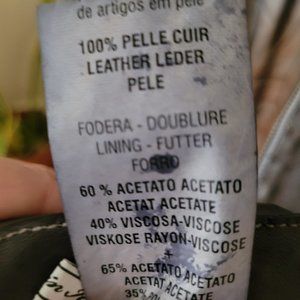 de artigos em pele
100% PELLE CUIR
LEATHER LEDER
PELE
FODERA - DOUBLURE
LINING - FUTTER
FORRO
60 % ACETATO ACETATO
ACETAT ACETATE
40% VISCOSA-VISCOSE
VISKOSE RAYON-VISCOSE
+
65% ACETATO ACETATO
ACETAT ACETATE
35%